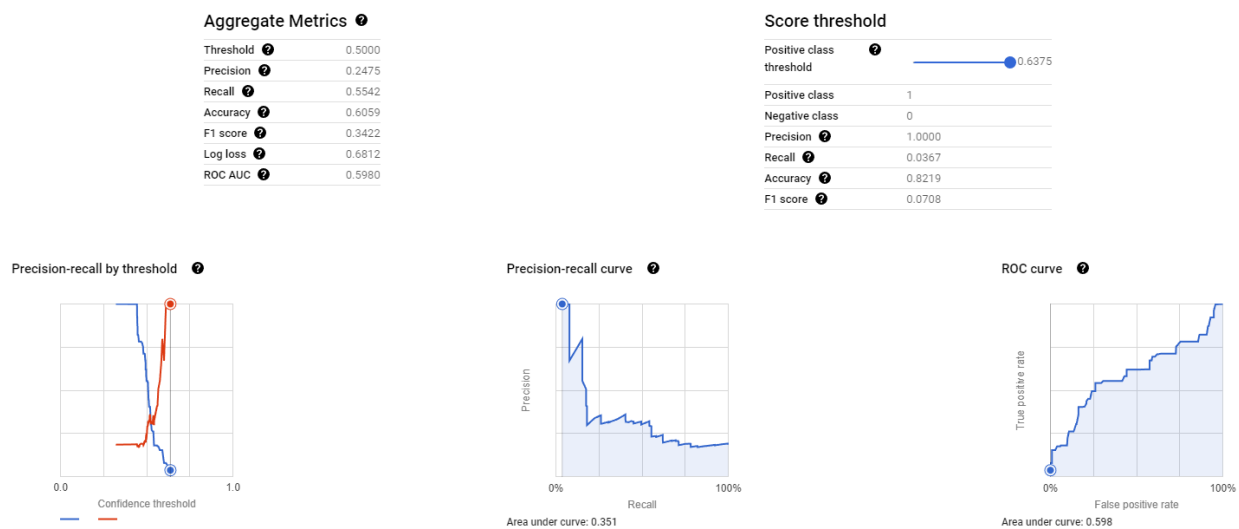 Aggregate Metrics
Threshold 0.5000
Precision 0.2475
Recall 0.5542
Accuracy 0.6059
F1 score 0.3422
Log loss 0.6812
ROC AUC 0.5980
Score threshold
Positive class threshold 0.6375
Positive class 1
Negative class 0
Precision 1.0000
Recall 0.0367
Accuracy 0.8219
F1 score 0.0708
Precision-recall by threshold
0.0 1.0
Confidence threshold
Precision-recall curve
Precision
0% 100%
Recall
Area under curve: 0.351
ROC curve
True positive rate
0% 100%
False positive rate
Area under curve: 0.598